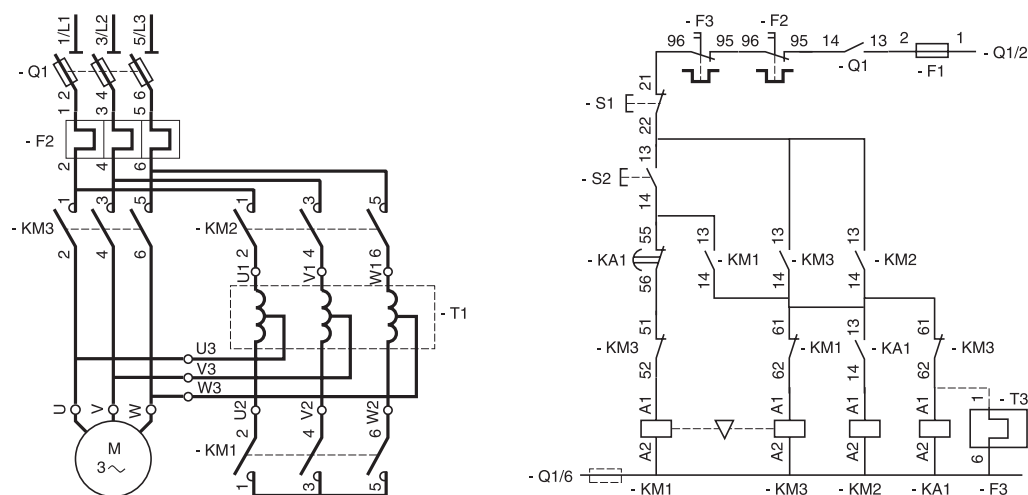 1/L1 3/L2 5/L3
- Q1
2 4 6
1 3 5
- F2
2 4 6
1 3 5
- KM3
2 4 6
1 3 5
- KM2
2 4 6
U1 V1 W1
- T1
U3
V3
W3
U V W
M
3~
U2 V2 W2
2 4 6
- KM1
1 3 5
- F3 - F2
96 95 96 95 14 13 2 1
- Q1 - F1 - Q1/2
21
- S1
22
13
- S2
14
55 13 13 13
- KA1 - KM1 - KM3 - KM2
56 14 14 14
51 61 13 61
- KM3 - KM1 - KA1 - KM3
52 62 14 62
A1 A1 A1 A1 1 - T3
A2 A2 A2 A2 6
- Q1/6
- KM1 - KM3 - KM2 - KA1 - F3